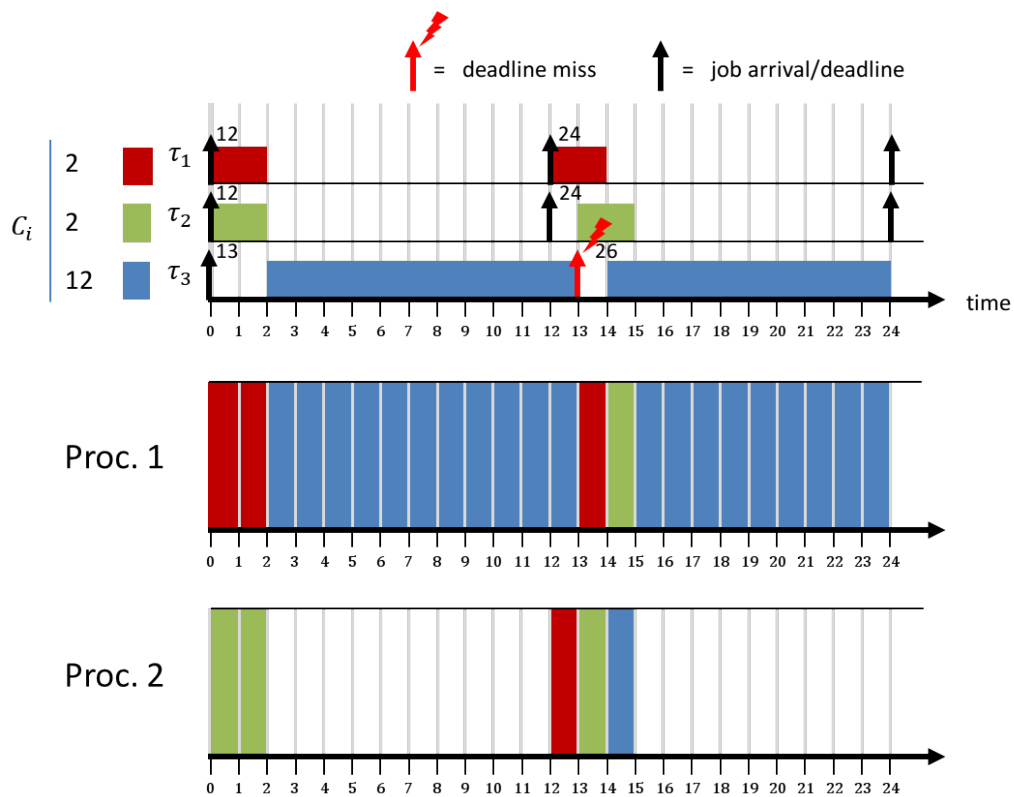 = deadline miss
= job arrival/deadline
12 24
2 τ₁
12 24
C_i 2 τ₂
13 26
12 τ₃
time
0 1 2 3 4 5 6 7 8 9 10 11 12 13 14 15 16 17 18 19 20 21 22 23 24
Proc. 1
0 1 2 3 4 5 6 7 8 9 10 11 12 13 14 15 16 17 18 19 20 21 22 23 24
Proc. 2
0 1 2 3 4 5 6 7 8 9 10 11 12 13 14 15 16 17 18 19 20 21 22 23 24